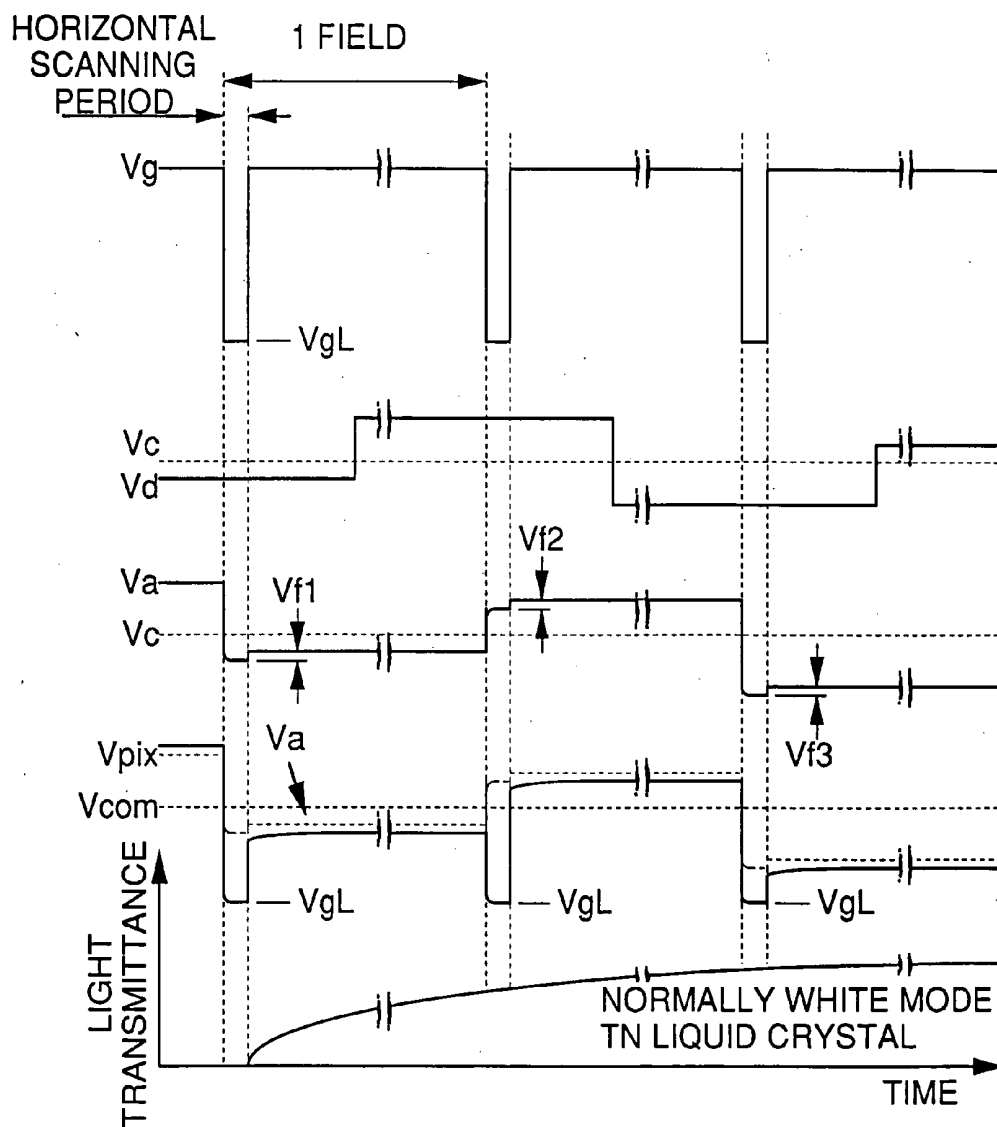 HORIZONTAL
SCANNING
PERIOD
1 FIELD
Vg
VgL
Vc
Vd
Vf2
Va
Vf1
Vc
Va
Vf3
Vpix
Vcom
VgL
VgL
VgL
LIGHT
TRANSMITTANCE
NORMALLY WHITE MODE
TN LIQUID CRYSTAL
TIME